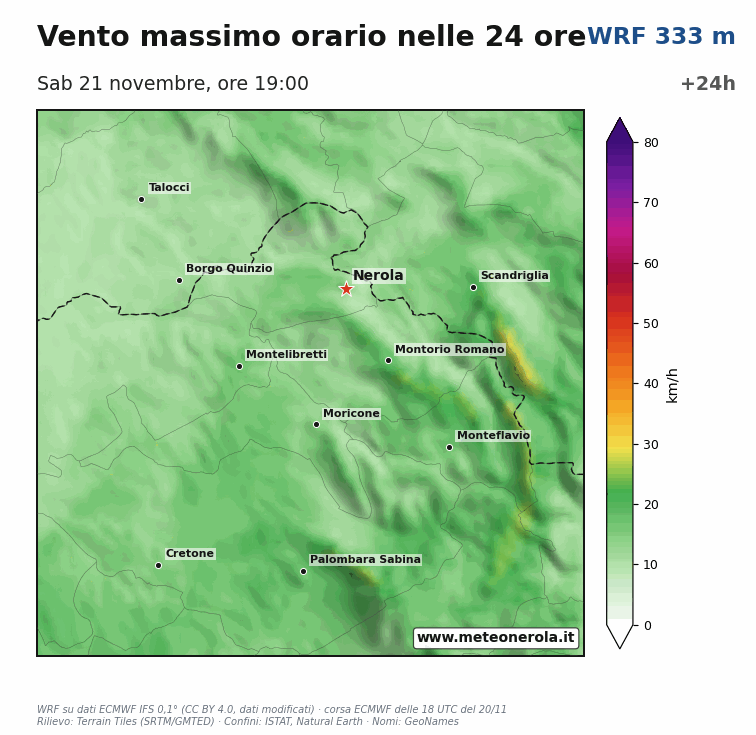 Vento massimo orario nelle 24 ore
WRF 333 m
Sab 21 novembre, ore 19:00
+24h
Talocci
Borgo Quinzio
Nerola
Scandriglia
Montelibretti
Montorio Romano
Moricone
Monteflavio
Cretone
Palombara Sabina
www.meteonerola.it
80
70
60
50
40
30
20
10
0
km/h
WRF su dati ECMWF IFS 0,1° (CC BY 4.0, dati modificati) · corsa ECMWF delle 18 UTC del 20/11
Rilievo: Terrain Tiles (SRTM/GMTED) · Confini: ISTAT, Natural Earth · Nomi: GeoNames